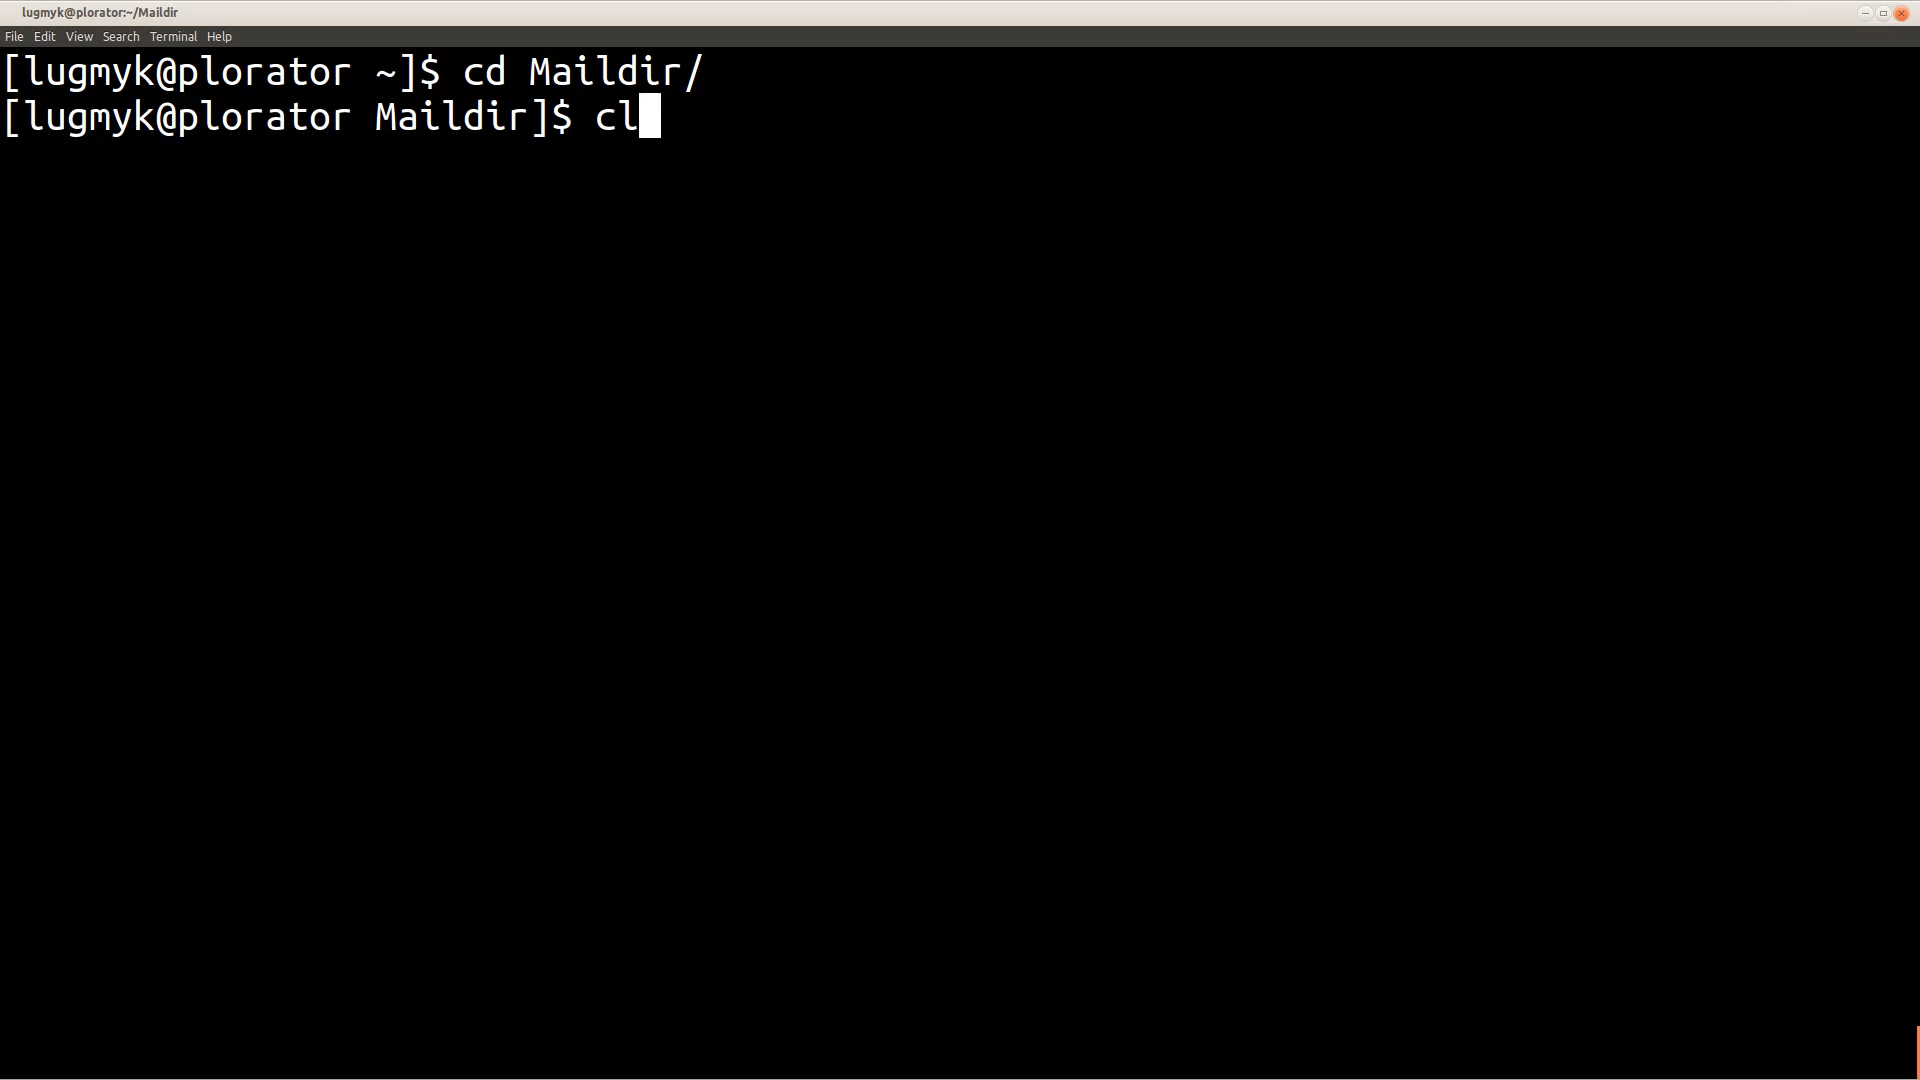 lugmyk@plorator:~/Maildir
File Edit View Search Terminal Help
[lugmyk@plorator ~]$ cd Maildir/
[lugmyk@plorator Maildir]$ cl